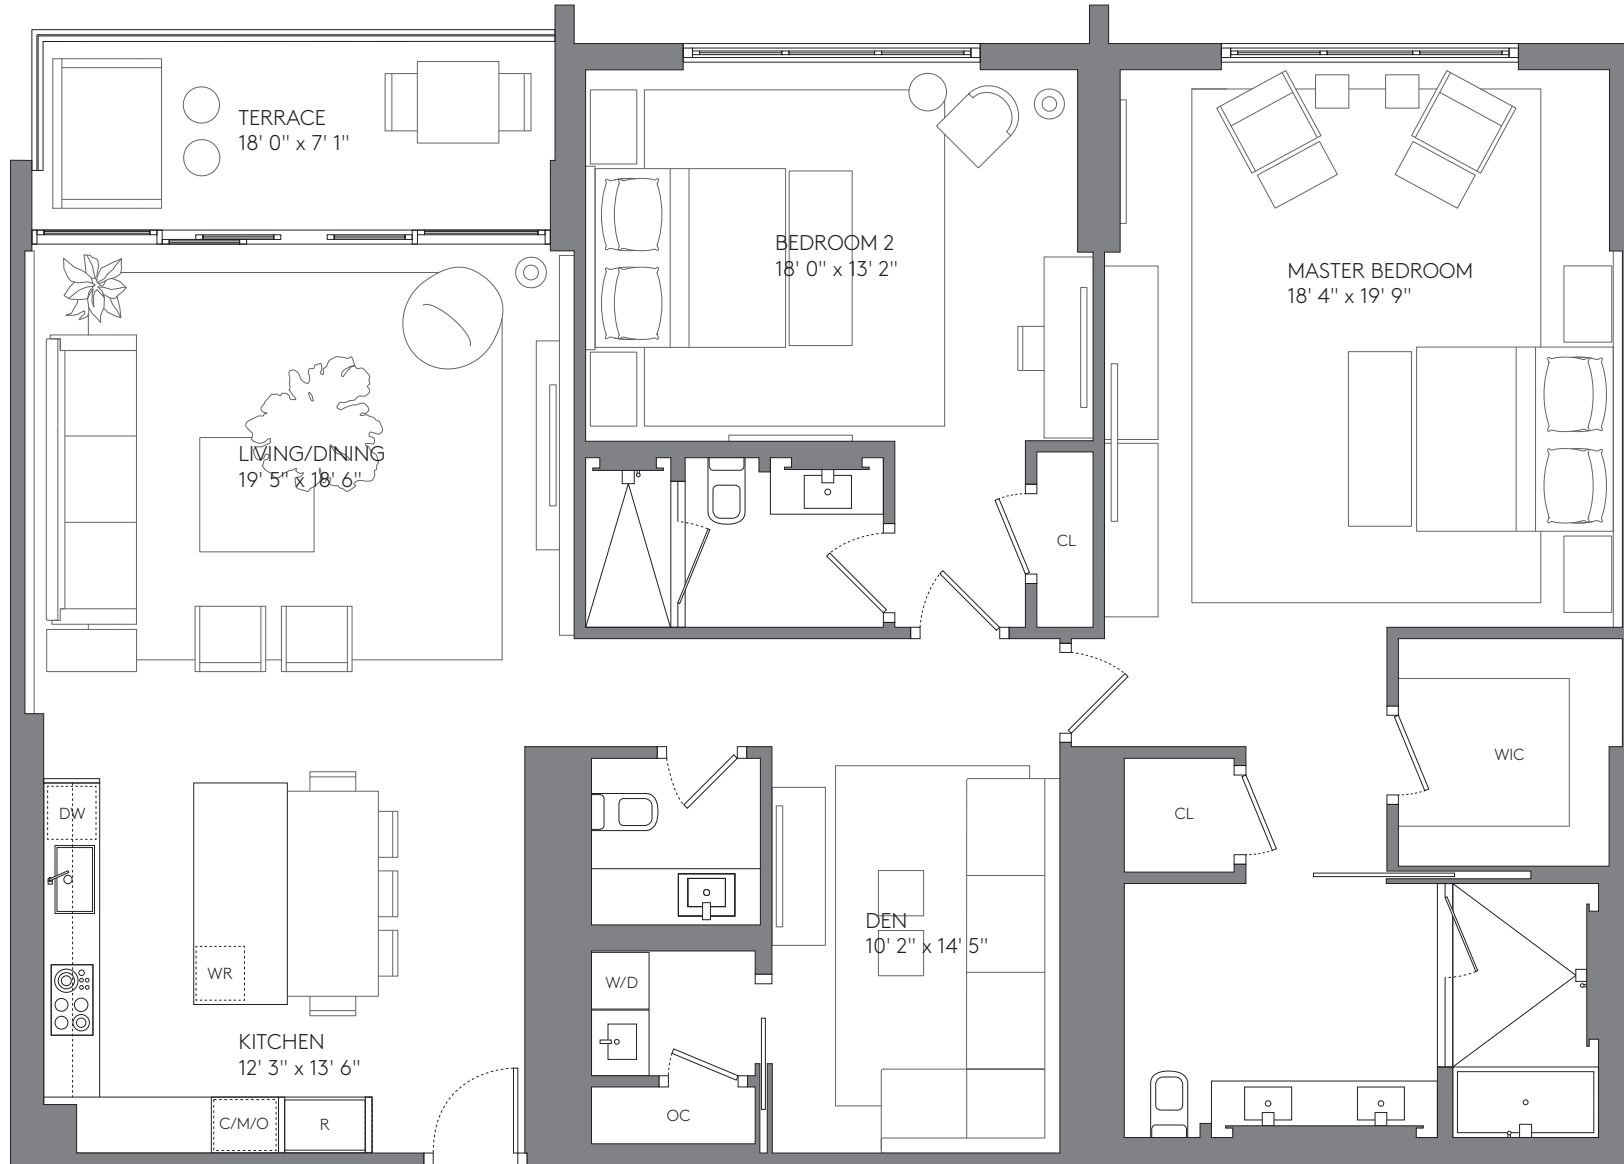 TERRACE
18' 0" x 7' 1"
BEDROOM 2
18' 0" x 13' 2"
MASTER BEDROOM
18' 4" x 19' 9"
LIVING/DINING
19' 5" x 18' 6"
CL
WIC
CL
DW
DEN
10' 2" x 14' 5"
WR
W/D
KITCHEN
12' 3" x 13' 6"
OC
C/M/O
R